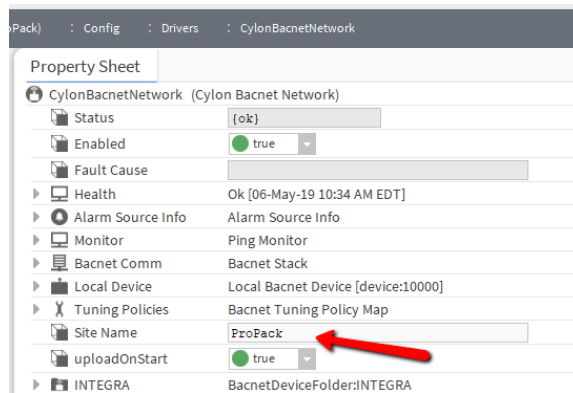 Pack) : Config : Drivers : CylonBacnetNetwork
Property Sheet
CylonBacnetNetwork (Cylon Bacnet Network)
Status {ok}
Enabled true
Fault Cause
Health Ok [06-May-19 10:34 AM EDT]
Alarm Source Info Alarm Source Info
Monitor Ping Monitor
Bacnet Comm Bacnet Stack
Local Device Local Bacnet Device [device:10000]
Tuning Policies Bacnet Tuning Policy Map
Site Name ProPack
uploadOnStart true
INTEGRA BacnetDeviceFolder:INTEGRA